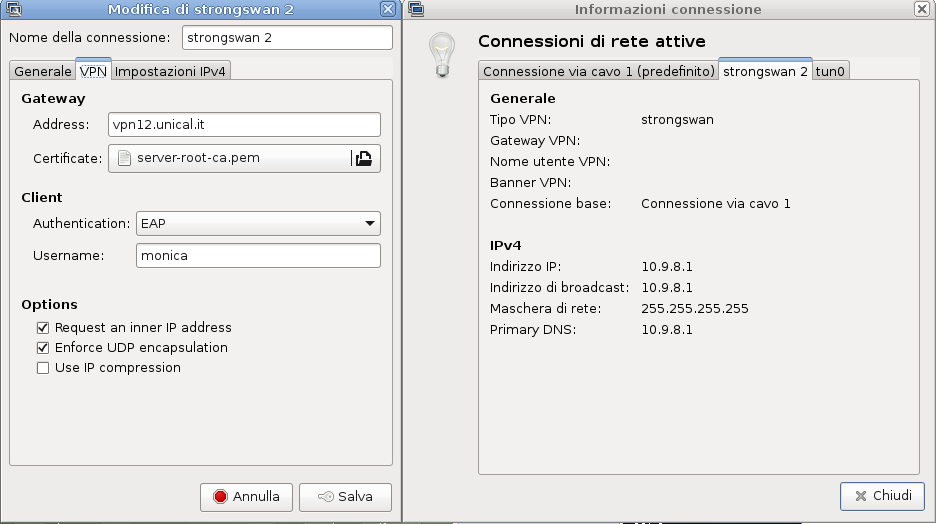 Modifica di strongswan 2
Nome della connessione: strongswan 2
Generale VPN Impostazioni IPv4
Gateway
Address: vpn12.unical.it
Certificate: server-root-ca.pem
Client
Authentication: EAP
Username: monica
Options
Request an inner IP address
Enforce UDP encapsulation
Use IP compression
Annulla Salva
Informazioni connessione
Connessioni di rete attive
Connessione via cavo 1 (predefinito) strongswan 2 tun0
Generale
Tipo VPN: strongswan
Gateway VPN:
Nome utente VPN:
Banner VPN:
Connessione base: Connessione via cavo 1
IPv4
Indirizzo IP: 10.9.8.1
Indirizzo di broadcast: 10.9.8.1
Maschera di rete: 255.255.255.255
Primary DNS: 10.9.8.1
Chiudi